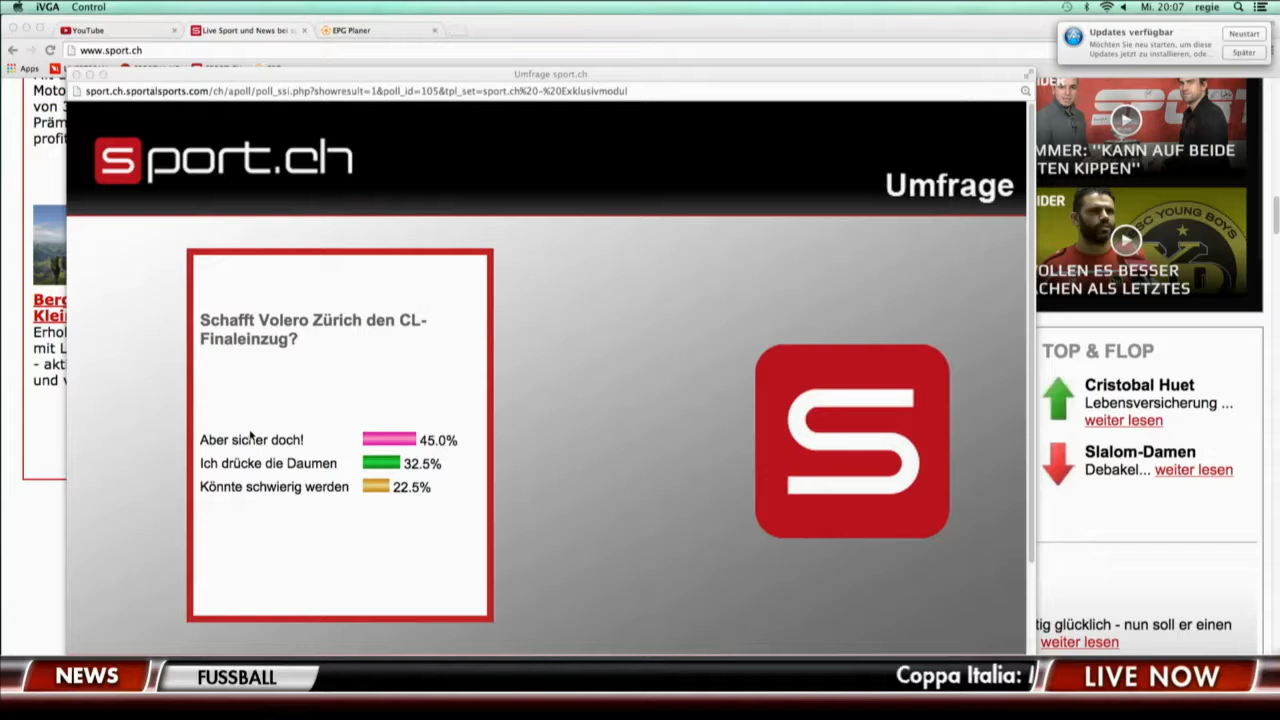 iVGA Control
Mi. 20:07 regie
YouTube
Live Sport und News bei s
EPG Planer
www.sport.ch
Apps
Updates verfügbar
Möchten Sie neu starten, um diese
Updates jetzt zu installieren, ode...
Neustart
Später
Umfrage sport.ch
sport.ch.sportalsports.com/ch/apoll/poll_ssi.php?showresult=1&poll_id=105&tpl_set=sport.ch%20-%20Exklusivmodul
Moto
von 3
Präm
profit
Berg
Klei
Erhol
mit L
- akt
und v
sport.ch
Umfrage
Schafft Volero Zürich den CL-
Finaleinzug?
Aber sicher doch! 45.0%
Ich drücke die Daumen 32.5%
Könnte schwierig werden 22.5%
S
MMER: "KANN AUF BEIDE
TEN KIPPEN"
IDER
YOUNG BOYS
OLLEN ES BESSER
ACHEN ALS LETZTES
TOP & FLOP
Cristobal Huet
Lebensversicherung ...
weiter lesen
Slalom-Damen
Debakel... weiter lesen
tig glücklich - nun soll er einen
weiter lesen
NEWS
FUSSBALL
Coppa Italia:
LIVE NOW